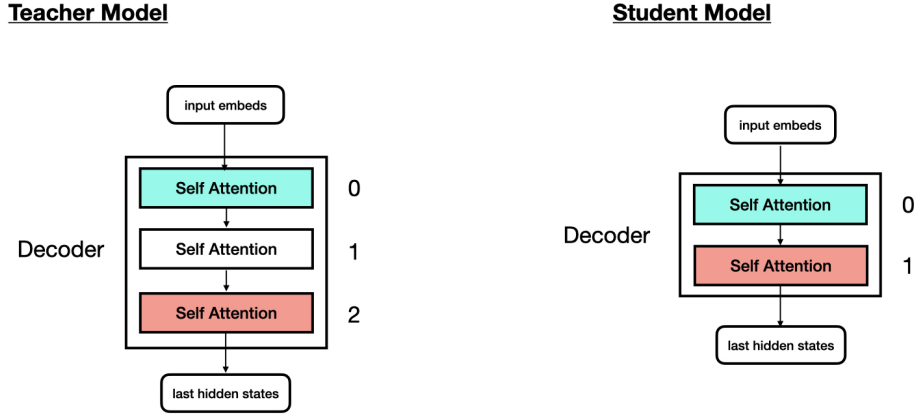 Teacher Model
input embeds
Self Attention
0
Decoder
Self Attention
1
Self Attention
2
last hidden states
Student Model
input embeds
Self Attention
0
Decoder
Self Attention
1
last hidden states